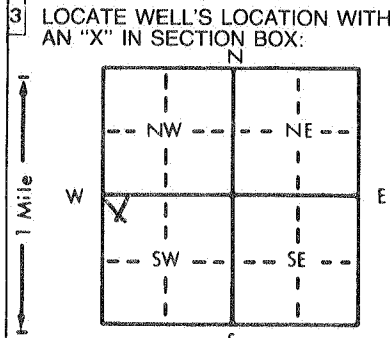 3 LOCATE WELL'S LOCATION WITH
AN "X" IN SECTION BOX:
N
NW NE
1 Mile
W E
X
SW SE